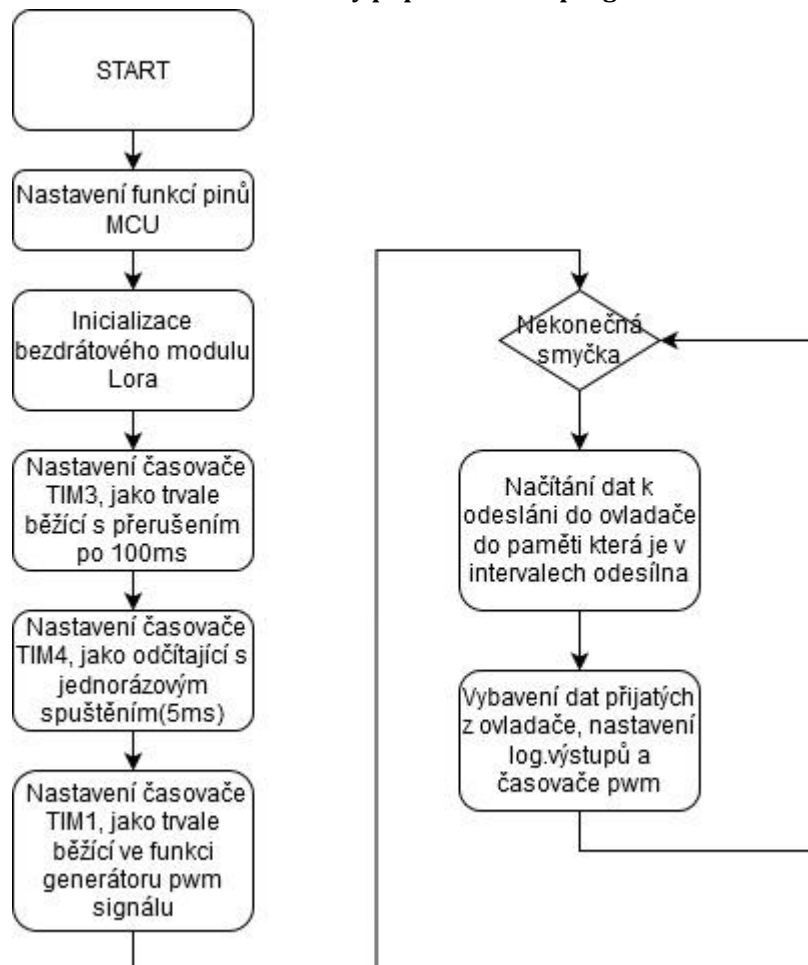 START
Nastavení funkcí pinů
MCU
Inicializace
bezdrátového modulu
Lora
Nastavení časovače
TIM3, jako trvale
běžící s přerušením
po 100ms
Nastavení časovače
TIM4, jako odčítající s
jednorázovým
spuštěním(5ms)
Nastavení časovače
TIM1, jako trvale
běžící ve funkci
generátoru pwm
signálu
Nekonečná
smyčka
Načítání dat k
odesláni do ovladače
do paměti která je v
intervalech odesílna
Vybavení dat přijatých
z ovladače, nastavení
log.výstupů a
časovače pwm